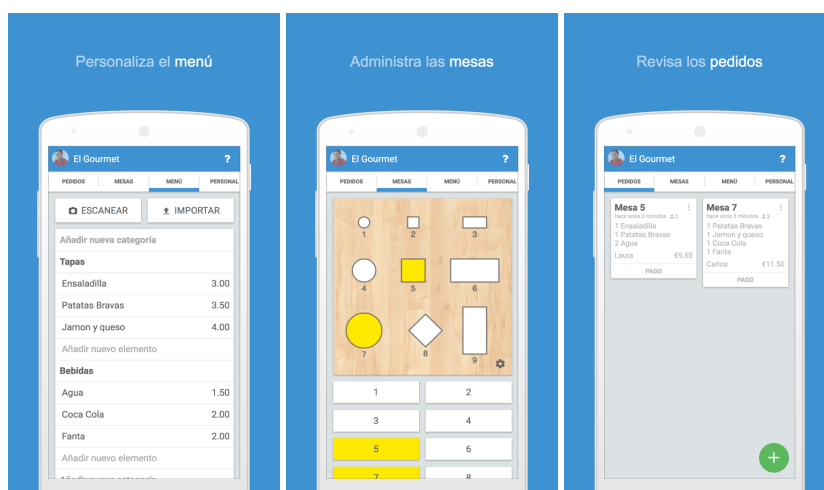 Personaliza el menú
El Gourmet
?
PEDIDOS MESAS MENÚ PERSONAL
ESCANEAR IMPORTAR
Añadir nueva categoría
Tapas
Ensaladilla 3.00
Patatas Bravas 3.50
Jamon y queso 4.00
Añadir nuevo elemento
Bebidas
Agua 1.50
Coca Cola 2.00
Fanta 2.00
Añadir nuevo elemento
Administra las mesas
El Gourmet
?
PEDIDOS MESAS MENÚ PERSONAL
1 2 3
4 5 6
7 8 9
1 2
3 4
5 6
7 8
Revisa los pedidos
El Gourmet
?
PEDIDOS MESAS MENÚ PERSONAL
Mesa 5
hace unos 2 minutos 2
1 Ensaladilla
1 Patatas Bravas
2 Agua
Laura €9.50
PAGO
Mesa 7
hace unos 5 minutos 2
1 Patatas Bravas
1 Jamon y queso
1 Coca Cola
1 Fanta
Carlos €11.50
PAGO
+